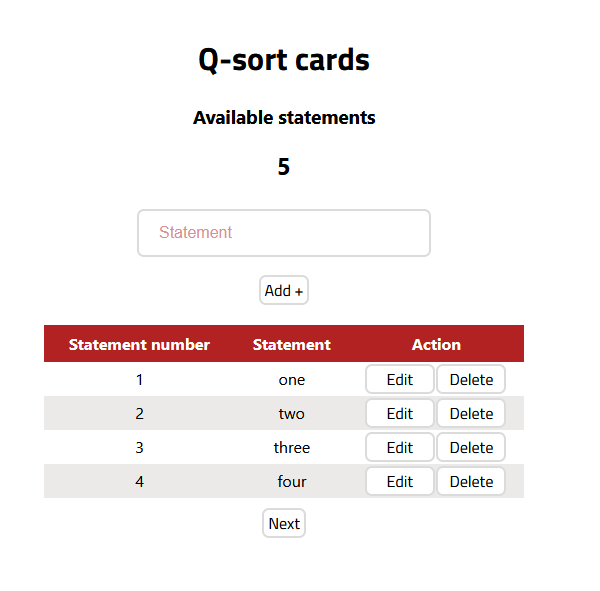 Q-sort cards
Available statements
5
Statement
Add +
Statement number Statement Action
1 one Edit Delete
2 two Edit Delete
3 three Edit Delete
4 four Edit Delete
Next